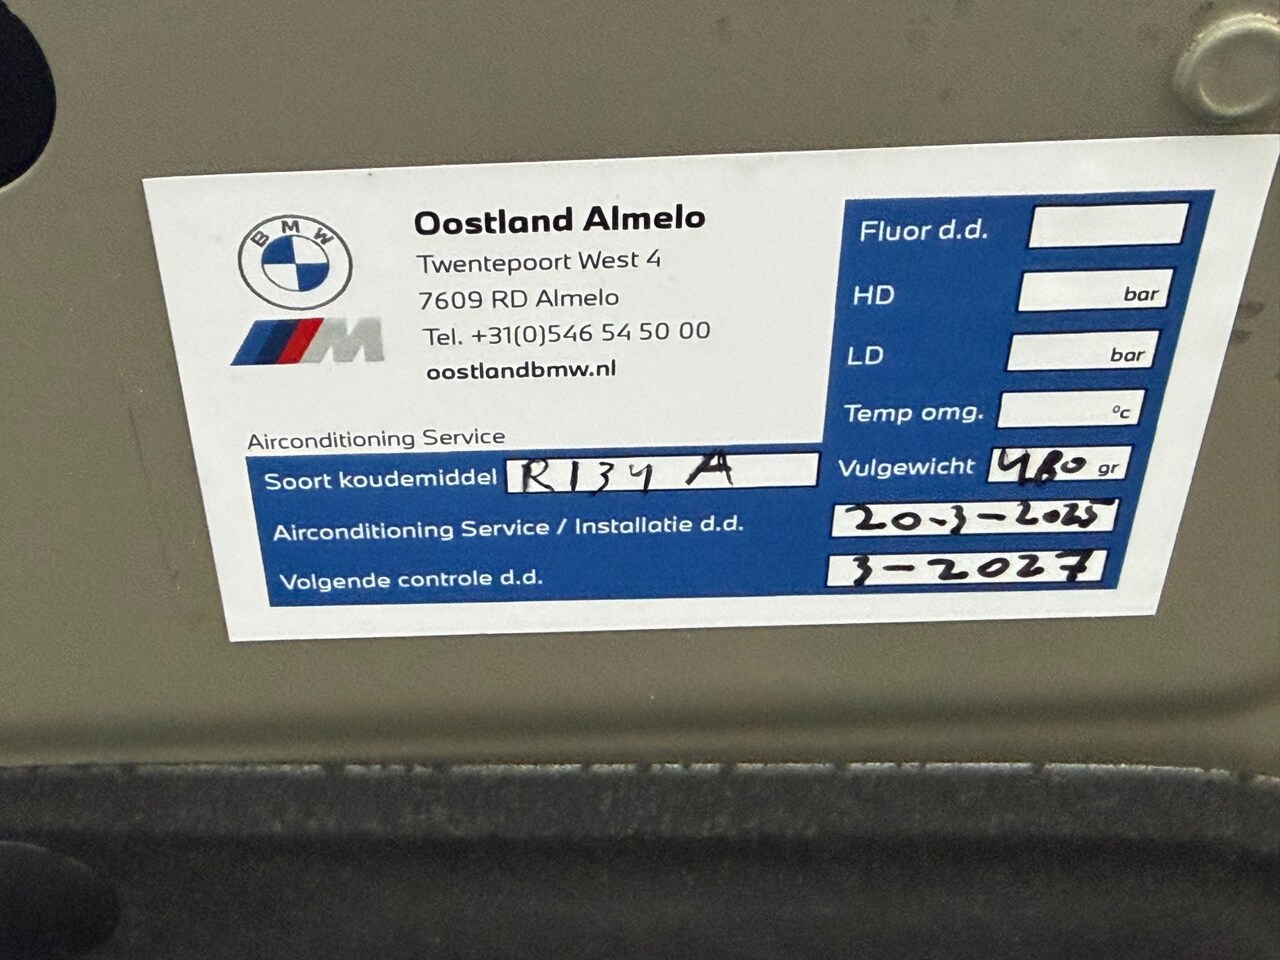 BMW
M
Oostland Almelo
Twentepoort West 4
7609 RD Almelo
Tel. +31(0)546 54 50 00
oostlandbmw.nl
Airconditioning Service
Soort koudemiddel R134 A
Airconditioning Service / Installatie d.d. 20-3-2025
Volgende controle d.d. 3-2027
Fluor d.d.
HD bar
LD bar
Temp omg. °c
Vulgewicht 480 gr